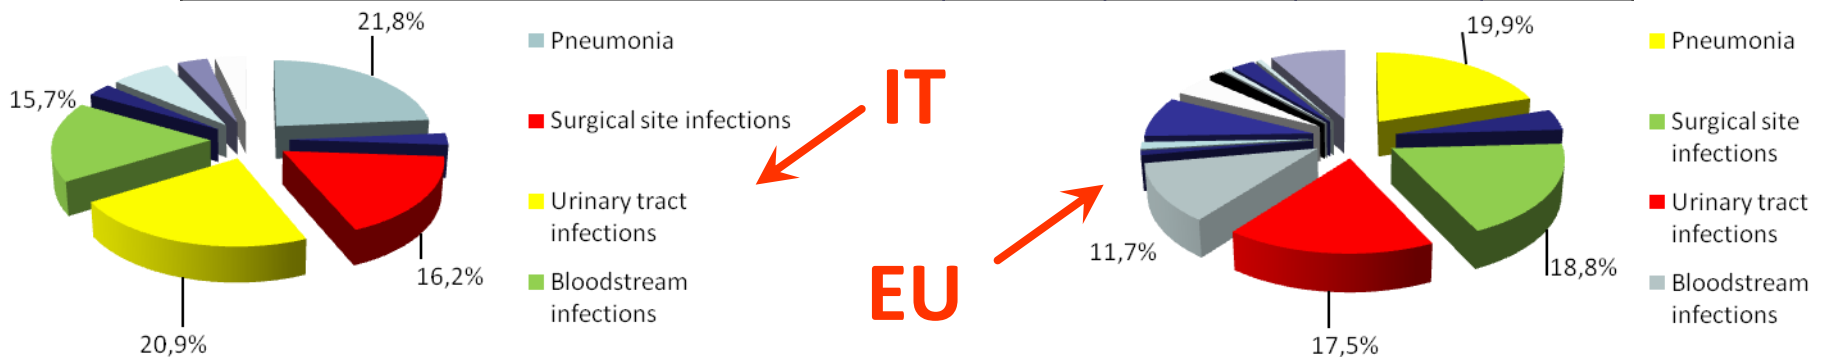 21,8%
15,7%
16,2%
20,9%
Pneumonia
Surgical site infections
Urinary tract
infections
Bloodstream
infections
IT
EU
19,9%
11,7%
18,8%
17,5%
Pneumonia
Surgical site
infections
Urinary tract
infections
Bloodstream
infections